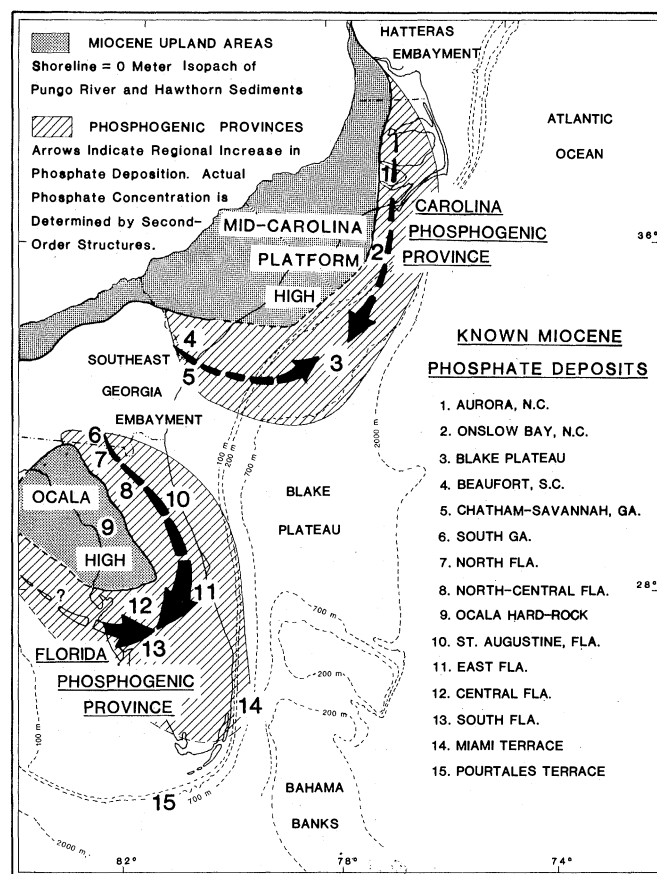 MIOCENE UPLAND AREAS
Shoreline = 0 Meter Isopach of
Pungo River and Hawthorn Sediments
PHOSPHOGENIC PROVINCES
Arrows Indicate Regional Increase in
Phosphate Deposition. Actual
Phosphate Concentration is
Determined by Second-
Order Structures.
HATTERAS
EMBAYMENT
ATLANTIC
OCEAN
1
CAROLINA
PHOSPHOGENIC
PROVINCE
36°
MID-CAROLINA
PLATFORM
HIGH
2
3
4
5
SOUTHEAST
GEORGIA
EMBAYMENT
100 m
200 m
700 m
2000 m
KNOWN MIOCENE
PHOSPHATE DEPOSITS
1. AURORA, N.C.
2. ONSLOW BAY, N.C.
3. BLAKE PLATEAU
4. BEAUFORT, S.C.
5. CHATHAM-SAVANNAH, GA.
6. SOUTH GA.
7. NORTH FLA.
8. NORTH-CENTRAL FLA.
9. OCALA HARD-ROCK
10. ST. AUGUSTINE, FLA.
11. EAST FLA.
12. CENTRAL FLA.
13. SOUTH FLA.
14. MIAMI TERRACE
15. POURTALES TERRACE
28°
6
7
8
9
10
11
12
13
14
15
OCALA
HIGH
?
BLAKE
PLATEAU
FLORIDA
PHOSPHOGENIC
PROVINCE
700 m
200 m
200 m
100 m
700 m
2000 m
BAHAMA
BANKS
82°
78°
74°